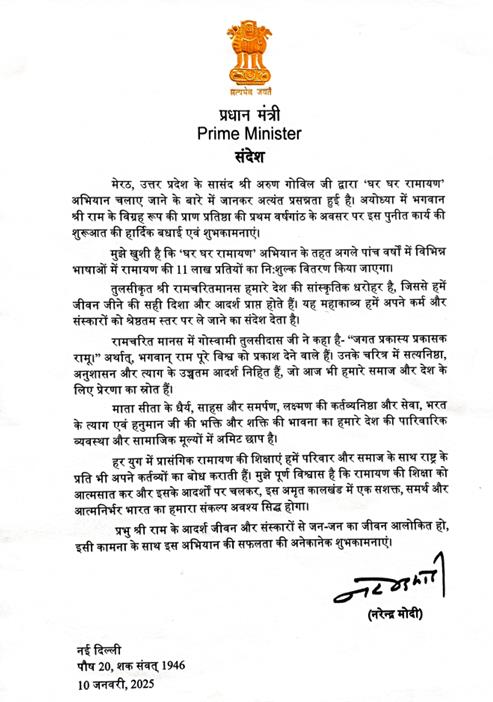 सत्यमेव जयते
प्रधान मंत्री
Prime Minister
संदेश
मेरठ, उत्तर प्रदेश के सासंद श्री अरुण गोविल जी द्वारा ‘घर घर रामायण’
अभियान चलाए जाने के बारे में जानकर अत्यंत प्रसन्नता हुई है। अयोध्या में भगवान
श्री राम के विग्रह रूप की प्राण प्रतिष्ठा की प्रथम वर्षगांठ के अवसर पर इस पुनीत कार्य की
शुरूआत की हार्दिक बधाई एवं शुभकामनाएं।
मुझे खुशी है कि ‘घर घर रामायण’ अभियान के तहत अगले पांच वर्षों में विभिन्न
भाषाओं में रामायण की 11 लाख प्रतियों का नि:शुल्क वितरण किया जाएगा।
तुलसीकृत श्री रामचरितमानस हमारे देश की सांस्कृतिक धरोहर है, जिससे हमें
जीवन जीने की सही दिशा और आदर्श प्राप्त होते हैं। यह महाकाव्य हमें अपने कर्म और
संस्कारों को श्रेष्ठतम स्तर पर ले जाने का संदेश देता है।
रामचरित मानस में गोस्वामी तुलसीदास जी ने कहा है- “जगत प्रकास्य प्रकासक
रामू।” अर्थात्, भगवान् राम पूरे विश्व को प्रकाश देने वाले हैं। उनके चरित्र में सत्यनिष्ठा,
अनुशासन और त्याग के उच्चतम आदर्श निहित हैं, जो आज भी हमारे समाज और देश के
लिए प्रेरणा का स्रोत हैं।
माता सीता के धैर्य, साहस और समर्पण, लक्ष्मण की कर्तव्यनिष्ठा और सेवा, भरत
के त्याग एवं हनुमान जी की भक्ति और शक्ति की भावना का हमारे देश की पारिवारिक
व्यवस्था और सामाजिक मूल्यों में अमिट छाप है।
हर युग में प्रासंगिक रामायण की शिक्षाएं हमें परिवार और समाज के साथ राष्ट्र के
प्रति भी अपने कर्तव्यों का बोध कराती हैं। मुझे पूर्ण विश्वास है कि रामायण की शिक्षा को
आत्मसात कर और इसके आदर्शों पर चलकर, इस अमृत कालखंड में एक सशक्त, समर्थ और
आत्मनिर्भर भारत का हमारा संकल्प अवश्य सिद्ध होगा।
प्रभु श्री राम के आदर्श जीवन और संस्कारों से जन-जन का जीवन आलोकित हो,
इसी कामना के साथ इस अभियान की सफलता की अनेकानेक शुभकामनाएं।
(नरेन्द्र मोदी)
नई दिल्ली
पौष 20, शक संवत् 1946
10 जनवरी, 2025